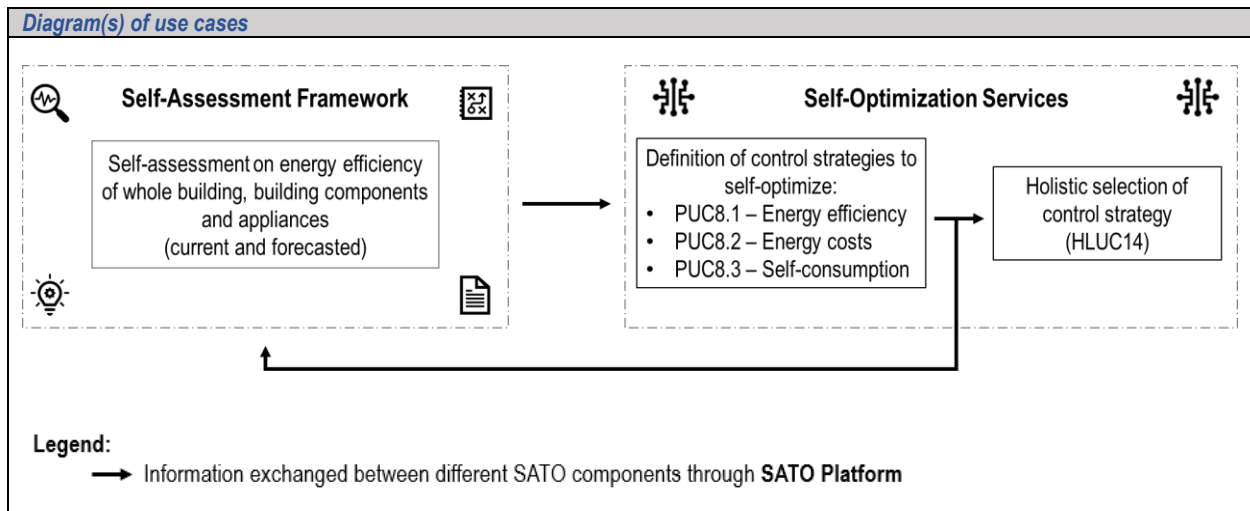 Diagram(s) of use cases
Self-Assessment Framework
Self-assessment on energy efficiency
of whole building, building components
and appliances
(current and forecasted)
Self-Optimization Services
Definition of control strategies to
self-optimize:
• PUC8.1 – Energy efficiency
• PUC8.2 – Energy costs
• PUC8.3 – Self-consumption
Holistic selection of
control strategy
(HLUC14)
Legend:
Information exchanged between different SATO components through SATO Platform